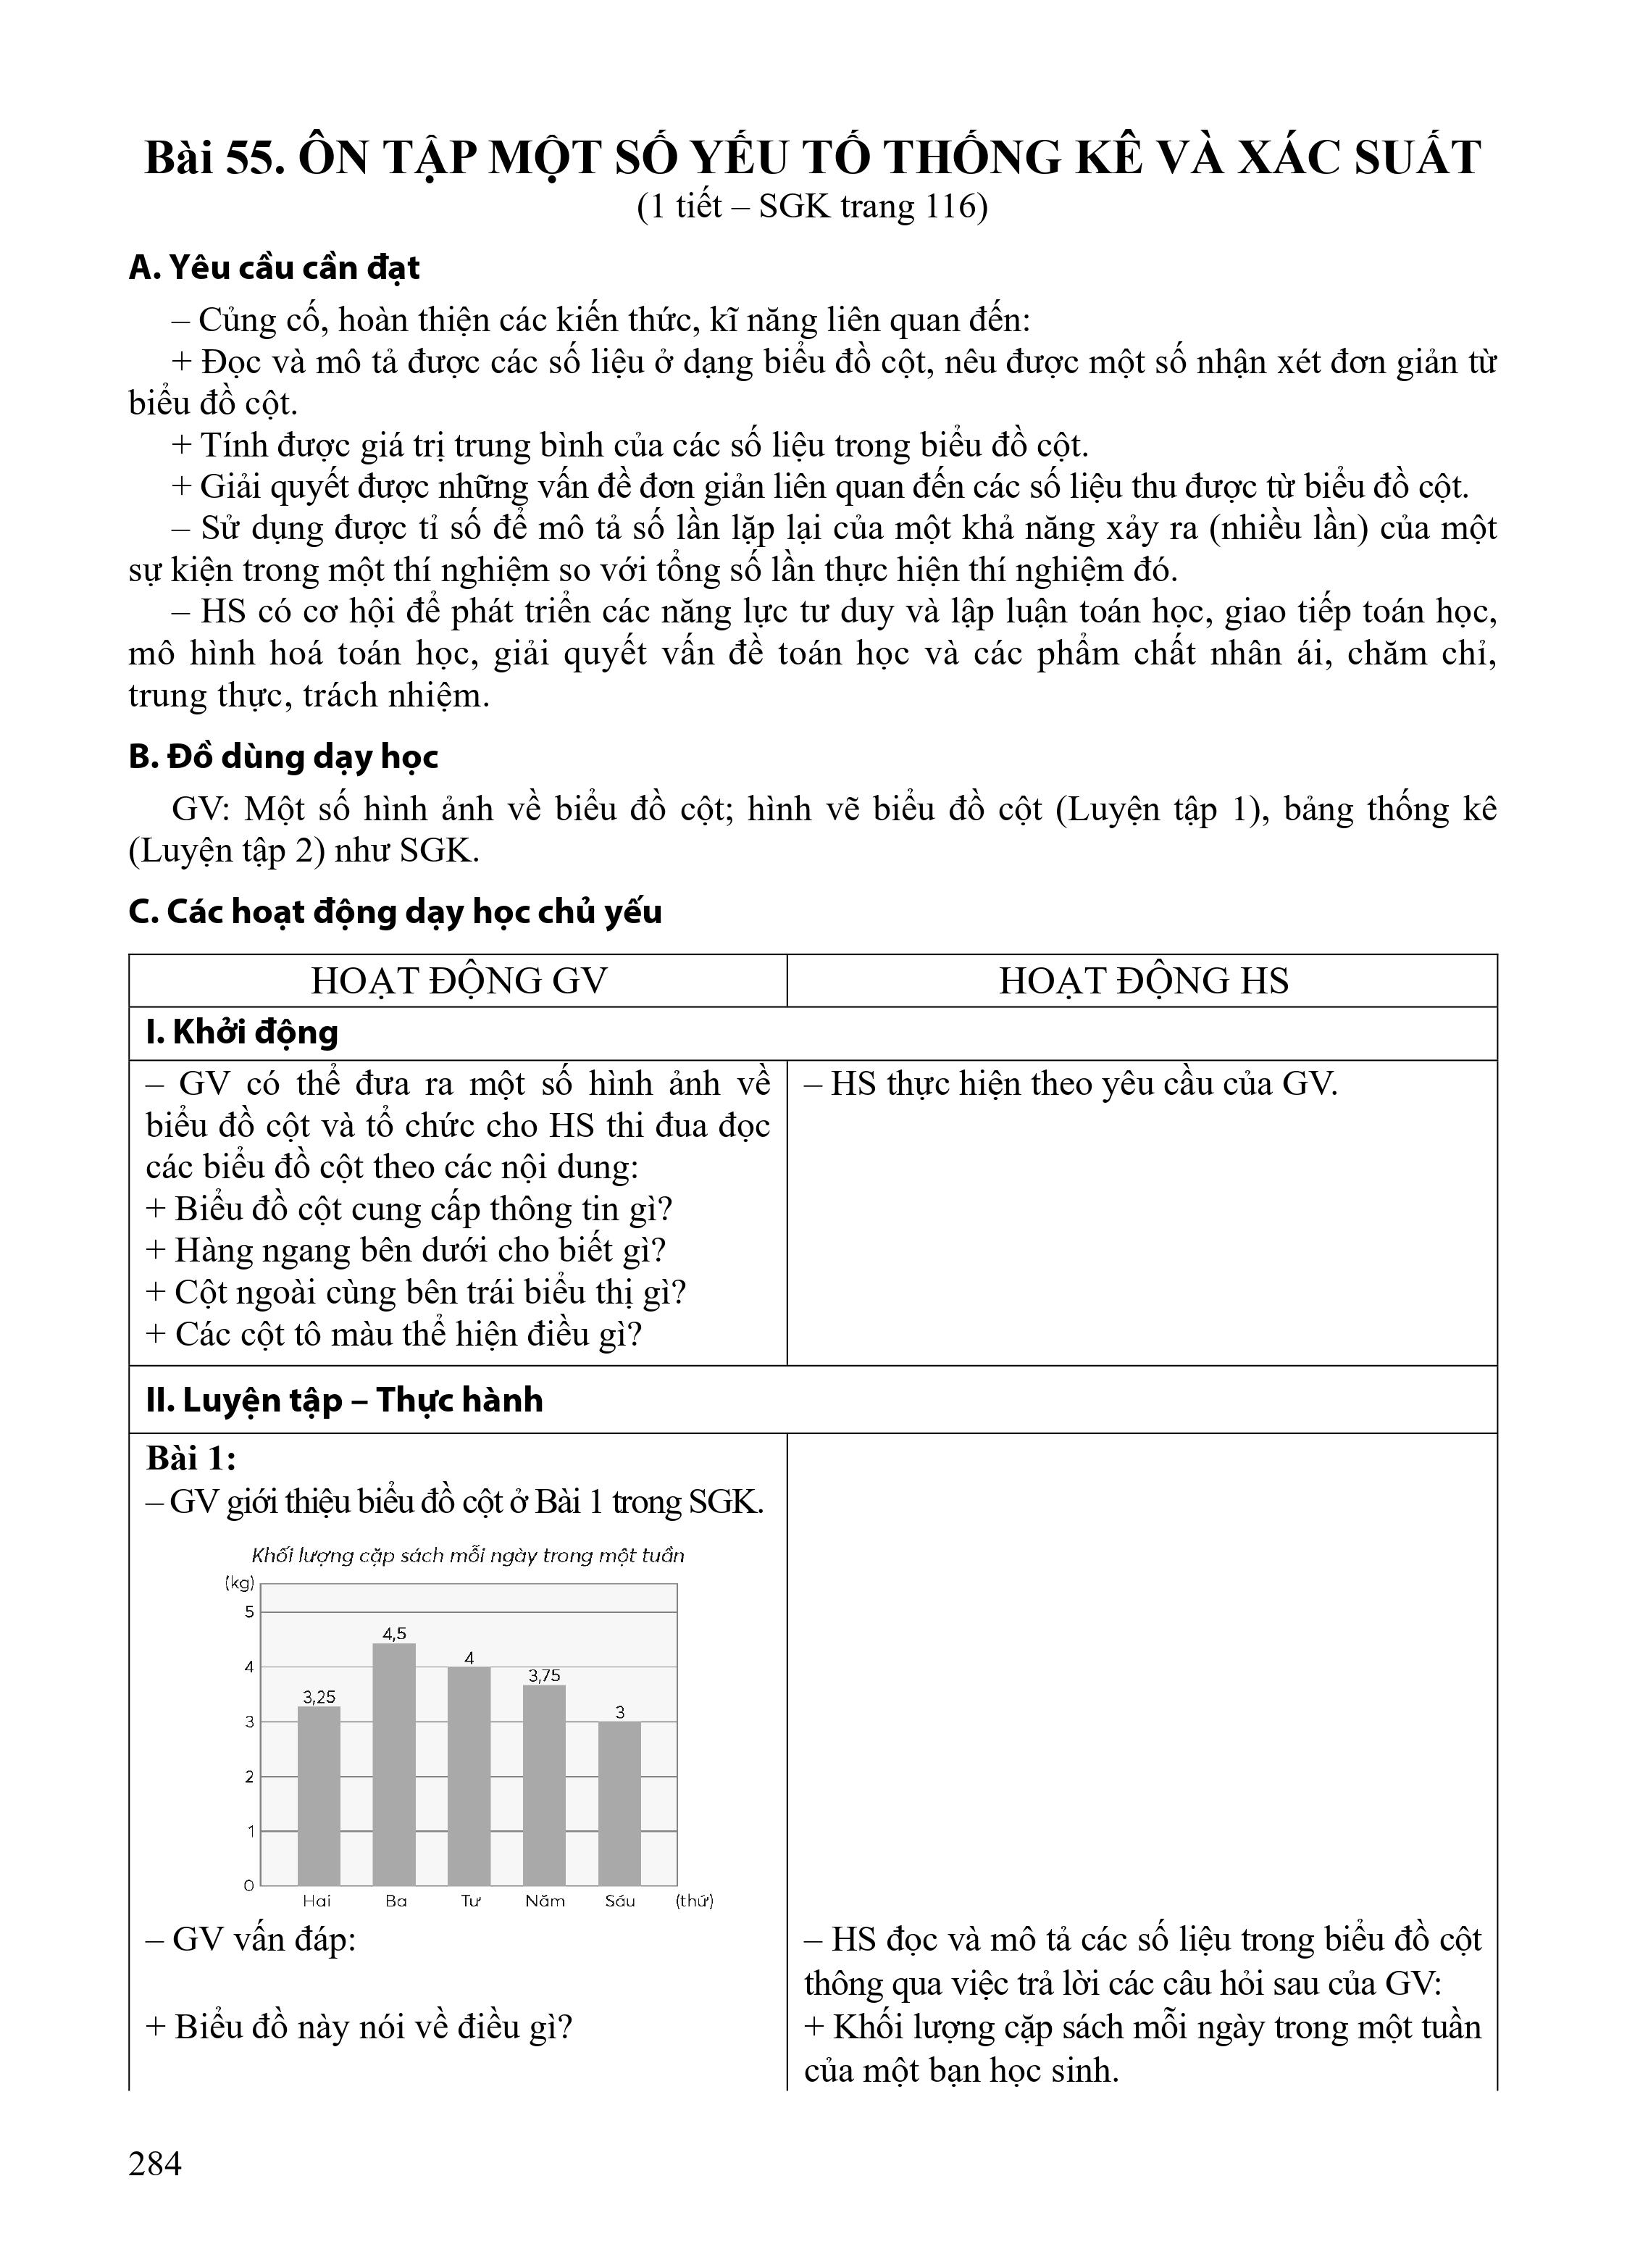 Bài 55. ÔN TẬP MỘT SỐ YẾU TỐ THỐNG KÊ VÀ XÁC SUẤT
(1 tiết – SGK trang 116)
A. Yêu cầu cần đạt
– Củng cố, hoàn thiện các kiến thức, kĩ năng liên quan đến:
+ Đọc và mô tả được các số liệu ở dạng biểu đồ cột, nêu được một số nhận xét đơn giản từ
biểu đồ cột.
+ Tính được giá trị trung bình của các số liệu trong biểu đồ cột.
+ Giải quyết được những vấn đề đơn giản liên quan đến các số liệu thu được từ biểu đồ cột.
– Sử dụng được tỉ số để mô tả số lần lặp lại của một khả năng xảy ra (nhiều lần) của một
sự kiện trong một thí nghiệm so với tổng số lần thực hiện thí nghiệm đó.
– HS có cơ hội để phát triển các năng lực tư duy và lập luận toán học, giao tiếp toán học,
mô hình hoá toán học, giải quyết vấn đề toán học và các phẩm chất nhân ái, chăm chỉ,
trung thực, trách nhiệm.
B. Đồ dùng dạy học
GV: Một số hình ảnh về biểu đồ cột; hình vẽ biểu đồ cột (Luyện tập 1), bảng thống kê
(Luyện tập 2) như SGK.
C. Các hoạt động dạy học chủ yếu
HOẠT ĐỘNG GV
HOẠT ĐỘNG HS
I. Khởi động
– GV có thể đưa ra một số hình ảnh về
biểu đồ cột và tổ chức cho HS thi đua đọc
các biểu đồ cột theo các nội dung:
+ Biểu đồ cột cung cấp thông tin gì?
+ Hàng ngang bên dưới cho biết gì?
+ Cột ngoài cùng bên trái biểu thị gì?
+ Các cột tô màu thể hiện điều gì?
– HS thực hiện theo yêu cầu của GV.
II. Luyện tập – Thực hành
Bài 1:
– GV giới thiệu biểu đồ cột ở Bài 1 trong SGK.
Khối lượng cặp sách mỗi ngày trong một tuần
(kg)
5
4
3
2
1
0
3,25
4,5
4
3,75
3
Hai Ba Tư Năm Sáu (thứ)
– GV vấn đáp:
+ Biểu đồ này nói về điều gì?
– HS đọc và mô tả các số liệu trong biểu đồ cột
thông qua việc trả lời các câu hỏi sau của GV:
+ Khối lượng cặp sách mỗi ngày trong một tuần
của một bạn học sinh.
284